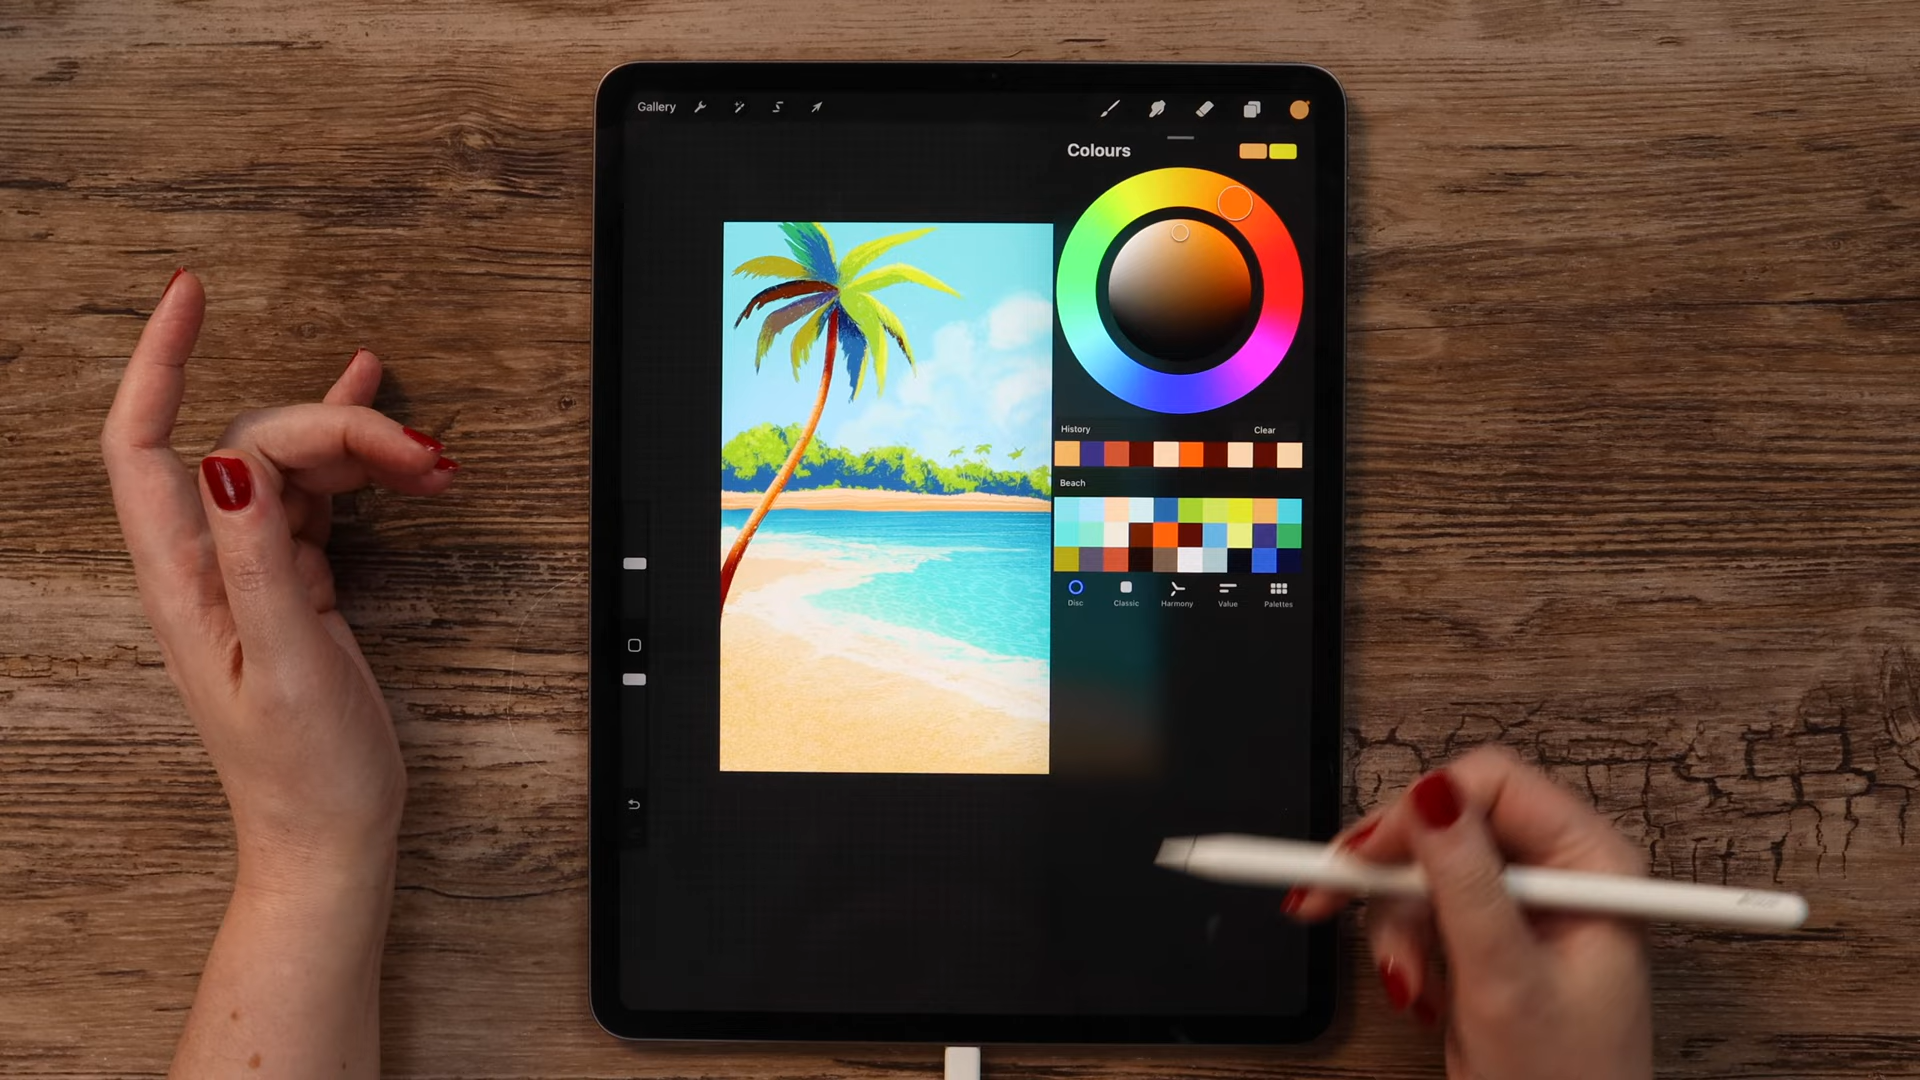 Gallery
Colours
History Clear
Beach
Disc Classic Harmony Value Palettes